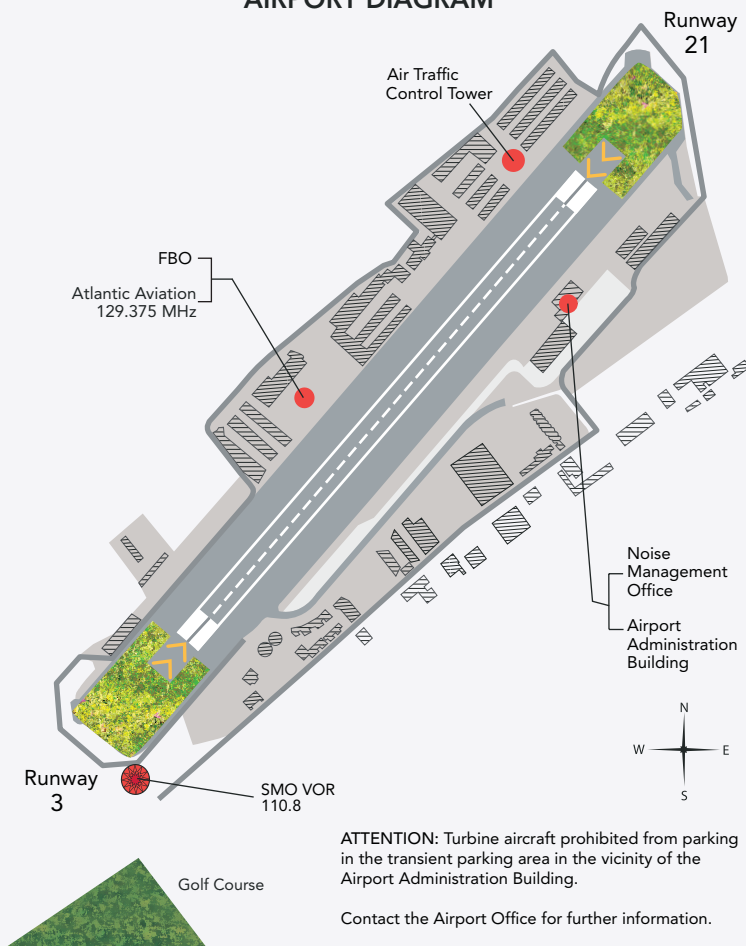 AIRPORT DIAGRAM
Runway
21
Air Traffic
Control Tower
FBO
Atlantic Aviation
129.375 MHz
Noise
Management
Office
Airport
Administration
Building
N
W
E
S
Runway
3
SMO VOR
110.8
ATTENTION: Turbine aircraft prohibited from parking
in the transient parking area in the vicinity of the
Airport Administration Building.
Golf Course
Contact the Airport Office for further information.